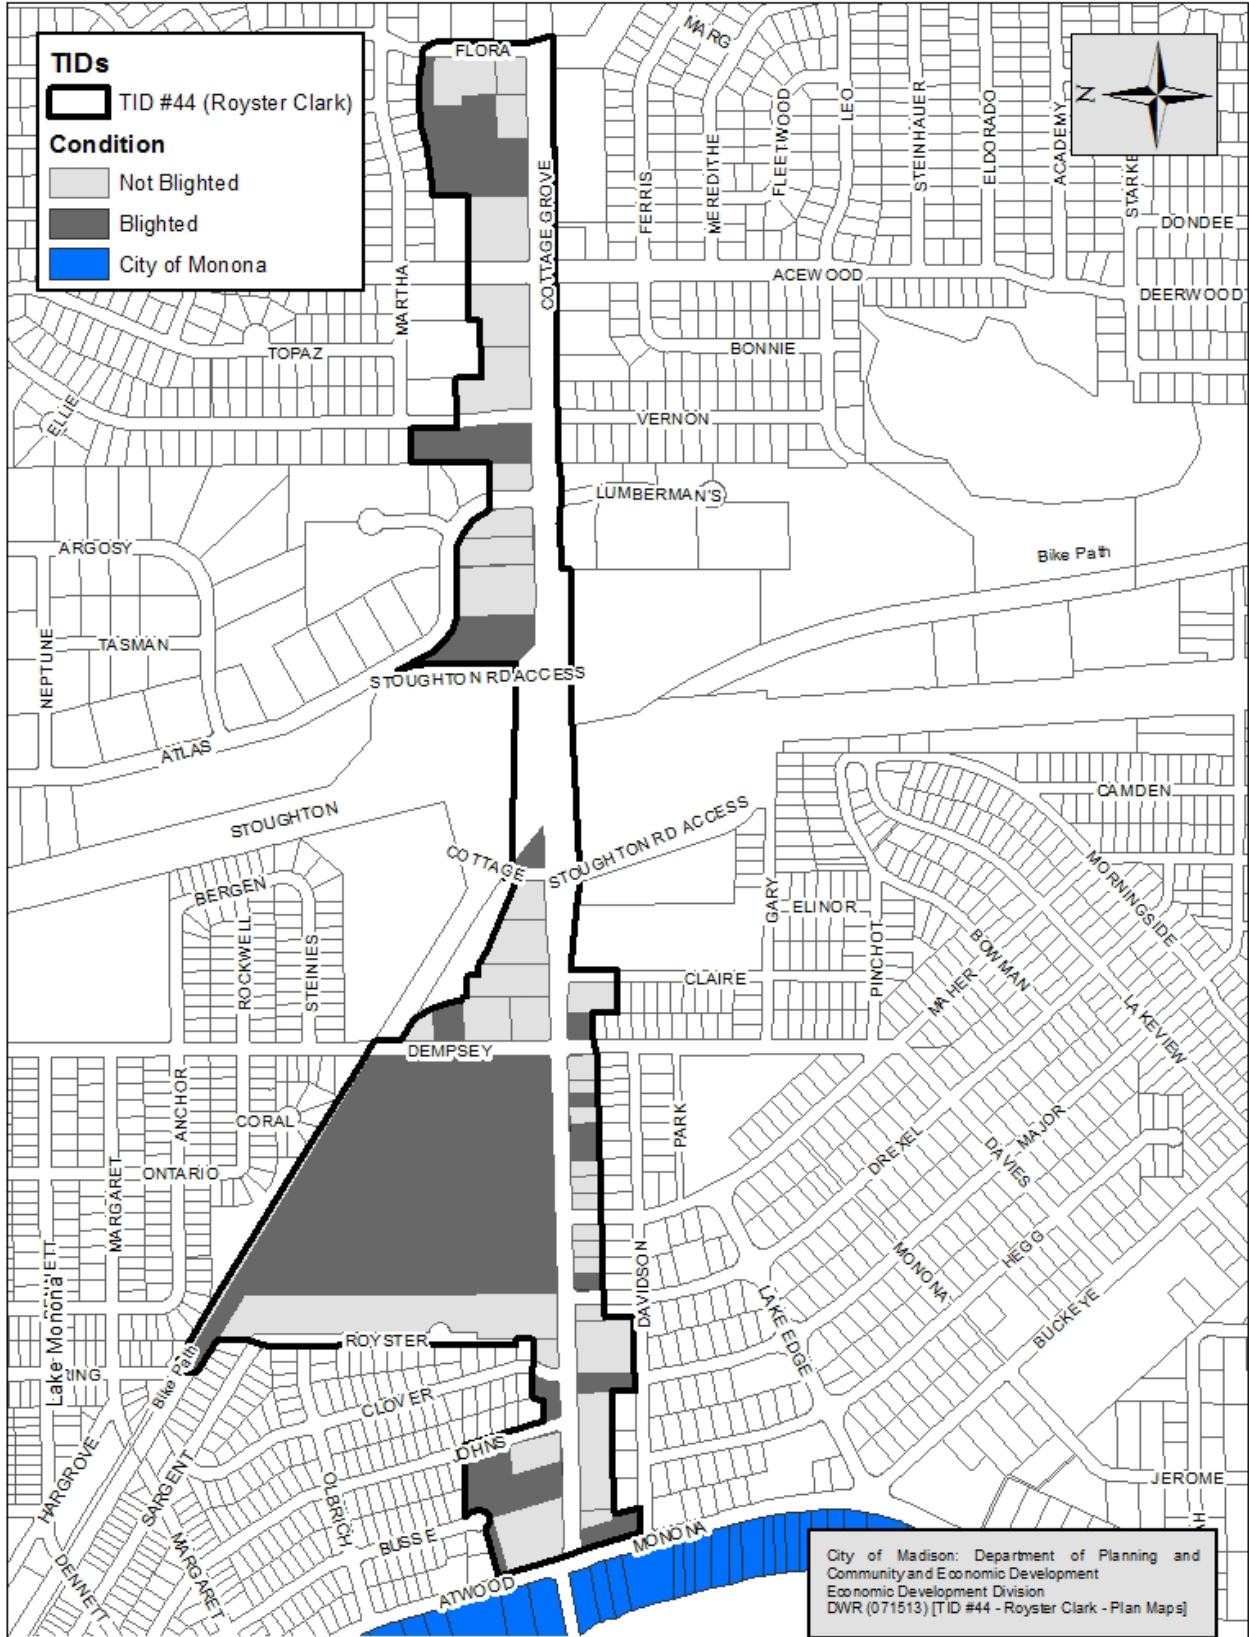 TIDs
TID #44 (Royster Clark)
Condition
Not Blighted
Blighted
City of Monona
N
FLORA
MARG
COTTAGE GROVE
MARTHA
FERRIS
MEREDITHE
FLEETWOOD
LEO
STEINHAUER
ELDORADO
ACADEMY
STARKE
DONDEE
ACEWOOD
DEERWOOD
TOPAZ
BONNIE
ELLIE
VERNON
LUMBERMAN'S
ARGOSY
Bike Path
NEPTUNE
TASMAN
STOUGHTON RD ACCESS
ATLAS
STOUGHTON
CAMDEN
COTTAGE
STOUGHTON RD ACCESS
MORNINGSIDE
BERGEN
GARY
ELINOR
ROCKWELL
STEINIES
PINCHOT
BOWMAN
CLAIRE
MAHER
LAKEVIEW
DEMPSEY
ANCHOR
CORAL
PARK
DREXEL
DAVIES
MAJOR
MARGARET
ONTARIO
DAVIDSON
MONONA
HEGG
Lake Monona
LAKE EDGE
BUCKEYE
ROYSTER
RING
Bike Path
CLOVER
JOHNS
HARGROVE
SARGENT
OLBRICH
JEROME
DENNETT
MARGARET
BUSSE
MONONA
AH
ATWOOD
City of Madison: Department of Planning and
Community and Economic Development
Economic Development Division
DWR (071513) [TID #44 - Royster Clark - Plan Maps]